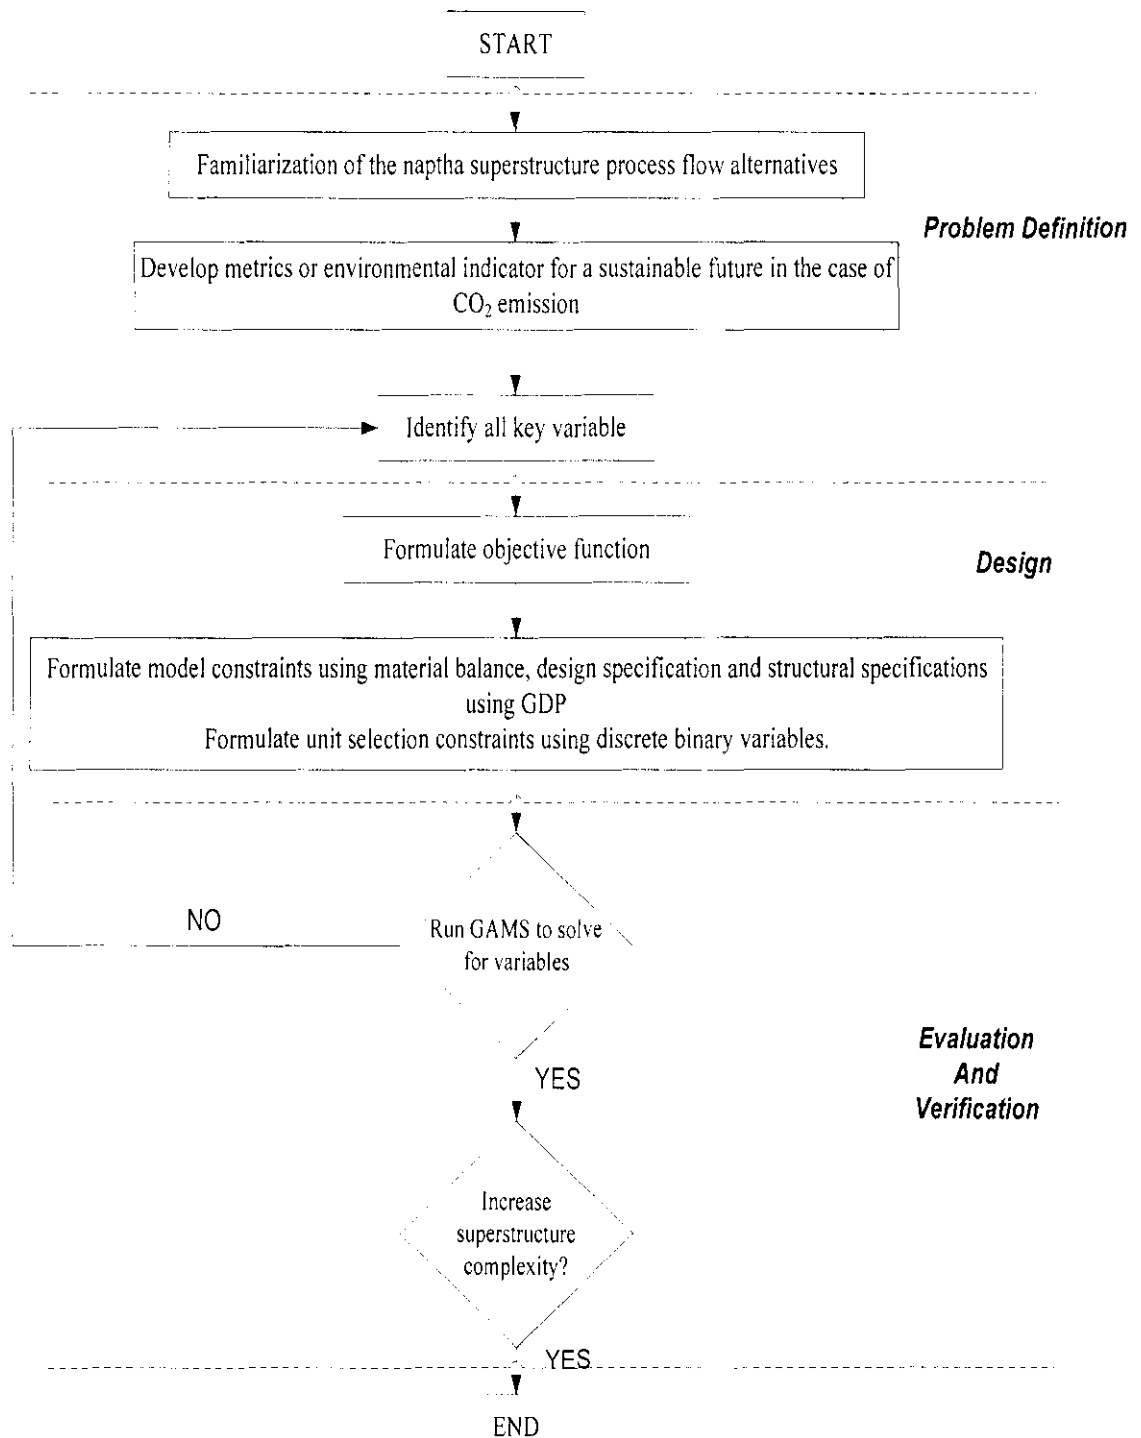 START
Familiarization of the naptha superstructure process flow alternatives
Problem Definition
Develop metrics or environmental indicator for a sustainable future in the case of
CO₂ emission
Identify all key variable
Formulate objective function
Design
Formulate model constraints using material balance, design specification and structural specifications
using GDP
Formulate unit selection constraints using discrete binary variables.
NO
Run GAMS to solve
for variables
YES
Evaluation
And
Verification
Increase
superstructure
complexity?
YES
END